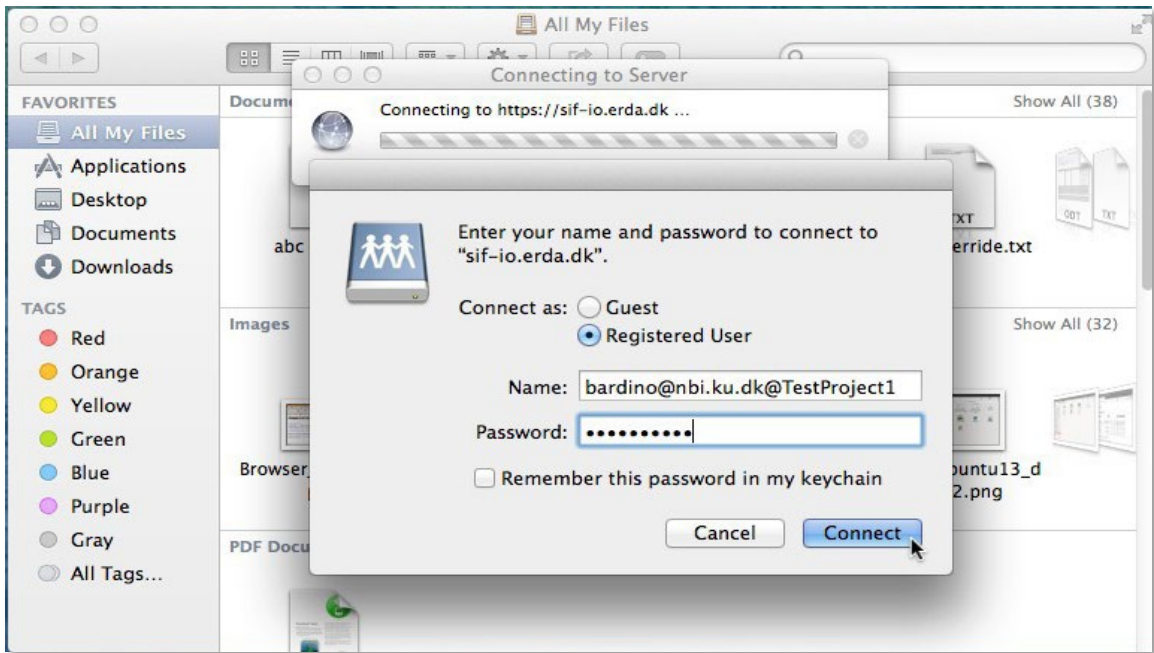 All My Files
Connecting to Server
FAVORITES
All My Files
Applications
Desktop
Documents
Downloads
TAGS
Red
Orange
Yellow
Green
Blue
Purple
Gray
All Tags...
Show All (38)
Connecting to https://sif-io.erda.dk ...
TXT
ODT
TXT
abc
erride.txt
Enter your name and password to connect to
“sif-io.erda.dk”.
Connect as:
Guest
Registered User
Name: bardino@nbi.ku.dk@TestProject1
Password: ••••••••••
Remember this password in my keychain
Cancel
Connect
Images
Show All (32)
Browser_
2.png